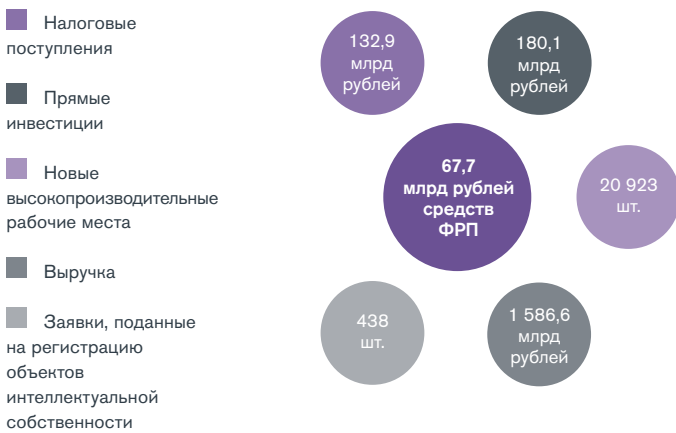 Налоговые
поступления
Прямые
инвестиции
Новые
высокопроизводительные
рабочие места
Выручка
Заявки, поданные
на регистрацию
объектов
интеллектуальной
собственности
132,9
млрд
рублей
180,1
млрд
рублей
67,7
млрд рублей
средств
ФРП
20 923
шт.
438
шт.
1 586,6
млрд
рублей